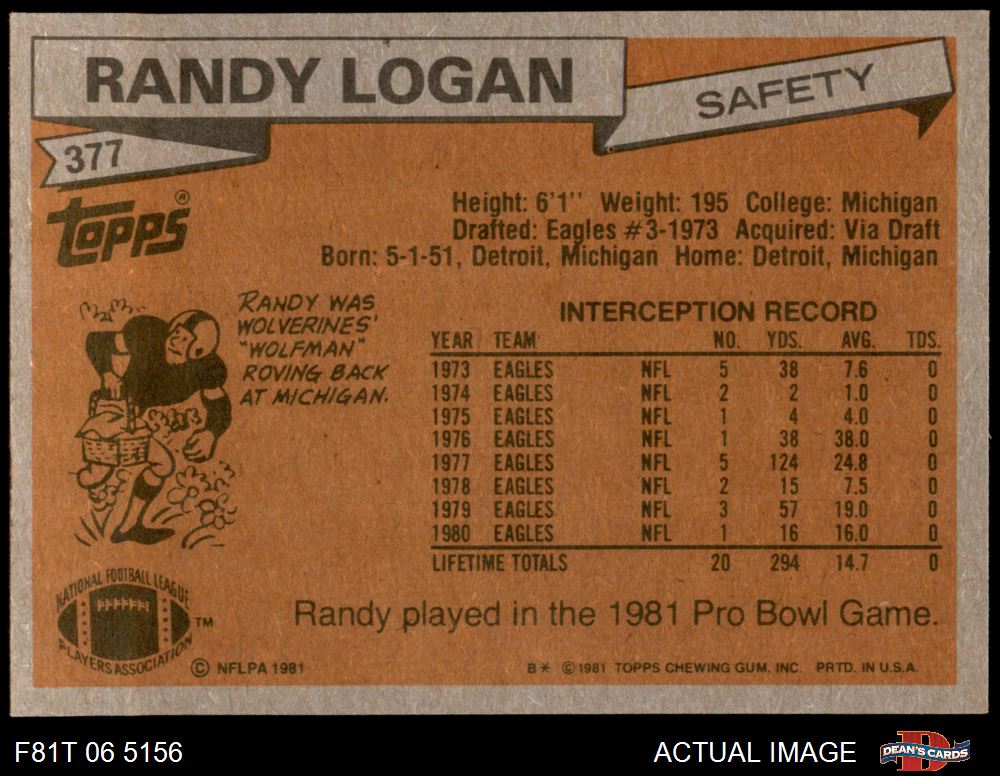 RANDY LOGAN
SAFETY
377
Topps®
Height: 6'1'' Weight: 195 College: Michigan
Drafted: Eagles #3-1973 Acquired: Via Draft
Born: 5-1-51, Detroit, Michigan Home: Detroit, Michigan
RANDY WAS
WOLVERINES'
"WOLFMAN"
ROVING BACK
AT MICHIGAN.
INTERCEPTION RECORD
YEAR TEAM NO. YDS. AVG. TDS.
1973 EAGLES NFL 5 38 7.6 0
1974 EAGLES NFL 2 2 1.0 0
1975 EAGLES NFL 1 4 4.0 0
1976 EAGLES NFL 1 38 38.0 0
1977 EAGLES NFL 5 124 24.8 0
1978 EAGLES NFL 2 15 7.5 0
1979 EAGLES NFL 3 57 19.0 0
1980 EAGLES NFL 1 16 16.0 0
LIFETIME TOTALS 20 294 14.7 0
Randy played in the 1981 Pro Bowl Game.
NATIONAL FOOTBALL LEAGUE
PLAYERS ASSOCIATION
TM
© NFLPA 1981
B* © 1981 TOPPS CHEWING GUM, INC. PRTD. IN U.S.A.
F81T 06 5156
ACTUAL IMAGE
D
DEAN'S CARDS